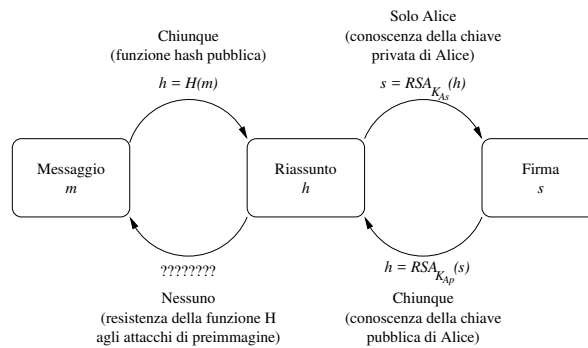 Chiunque
(funzione hash pubblica)
h = H(m)
Solo Alice
(conoscenza della chiave
privata di Alice)
s = RSA_{K_{As}}(h)
Messaggio
m
Riassunto
h
Firma
s
????????
Nessuno
(resistenza della funzione H
agli attacchi di preimmagine)
h = RSA_{K_{Ap}}(s)
Chiunque
(conoscenza della chiave
pubblica di Alice)